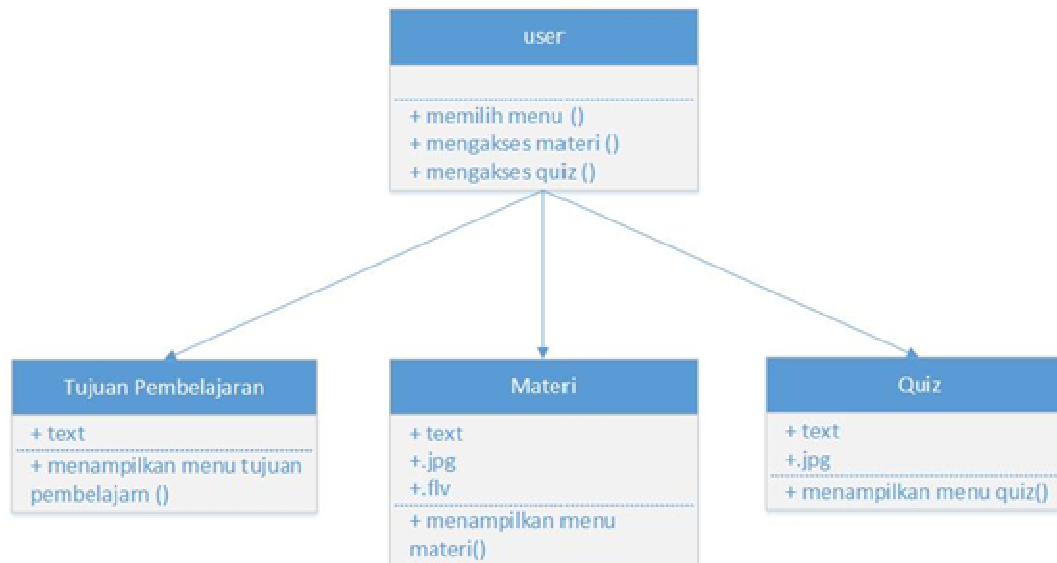 user
+ memilih menu ()
+ mengakses materi ()
+ mengakses quiz ()
Tujuan Pembelajaran
+ text
+ menampilkan menu tujuan
pembelajarn ()
Materi
+ text
+.jpg
+.flv
+ menampilkan menu
materi()
Quiz
+ text
+.jpg
+ menampilkan menu quiz()